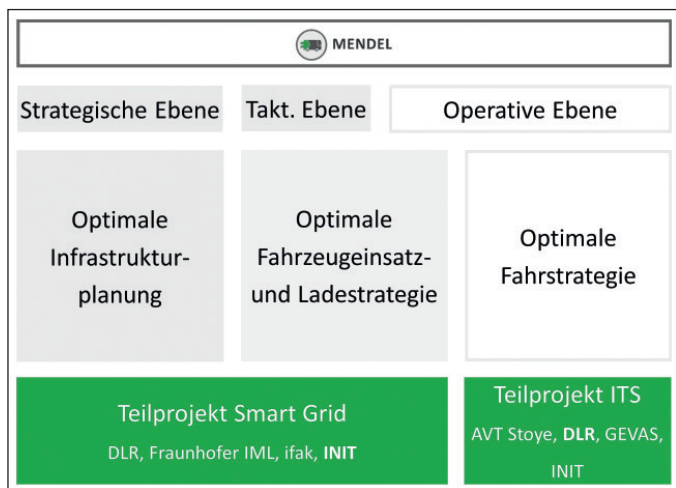 MENDEL
Strategische Ebene
Takt. Ebene
Operative Ebene
Optimale
Infrastruktur-
planung
Optimale
Fahrzeugeinsatz-
und Ladestrategie
Optimale
Fahrstrategie
Teilprojekt Smart Grid
DLR, Fraunhofer IML, ifak, INIT
Teilprojekt ITS
AVT Stoye, DLR, GEVAS,
INIT